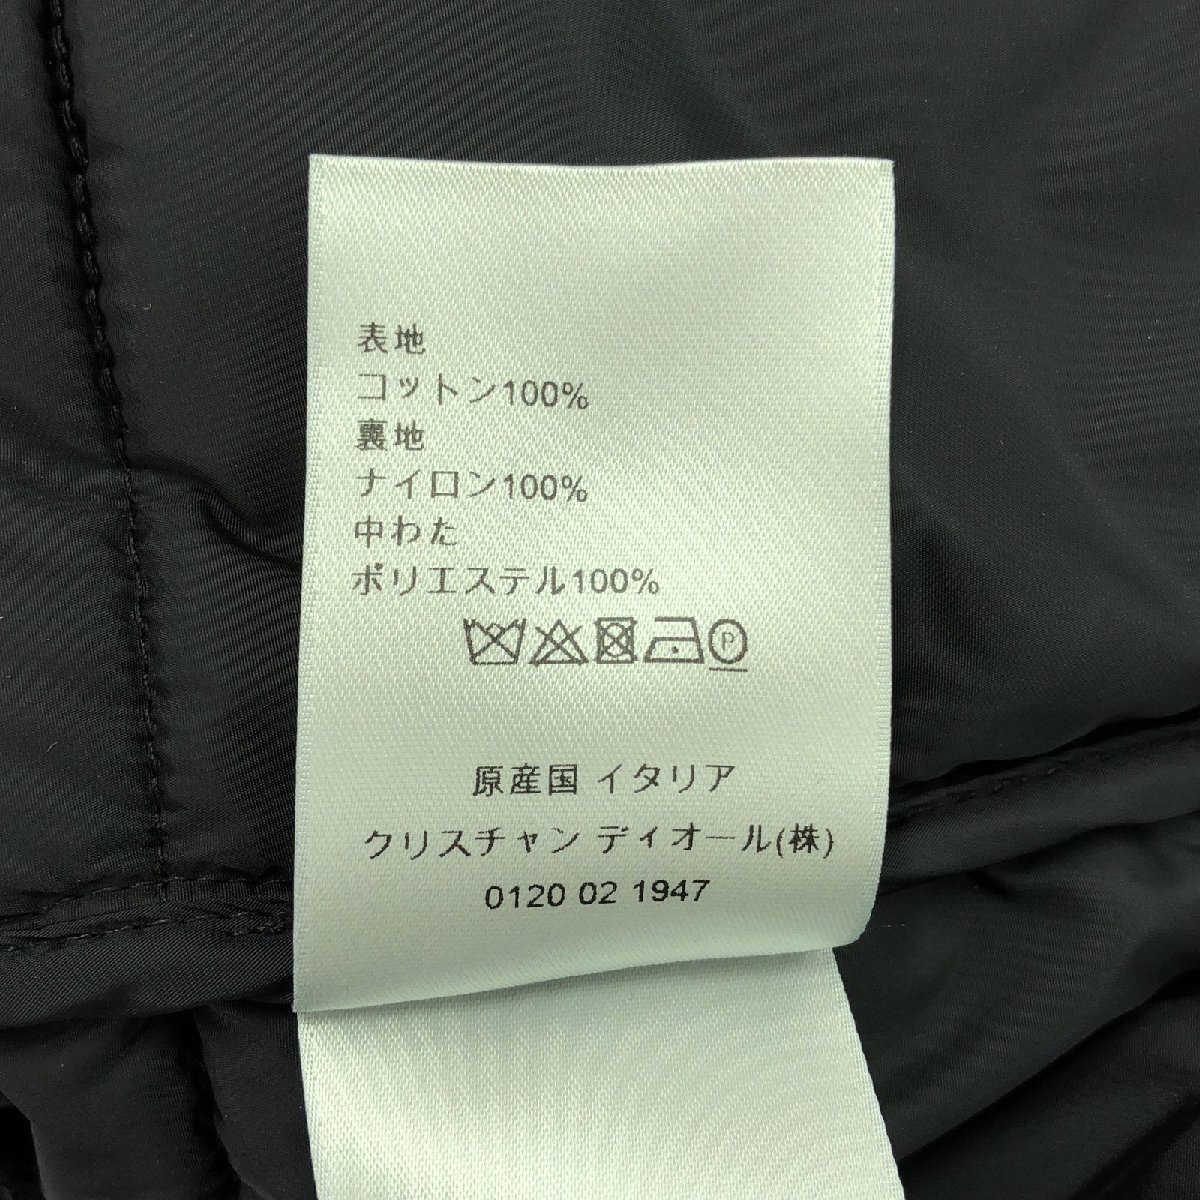 表地
コットン100%
裏地
ナイロン100%
中わた
ポリエステル100%
P
原産国 イタリア
クリスチャン ディオール(株)
0120 02 1947